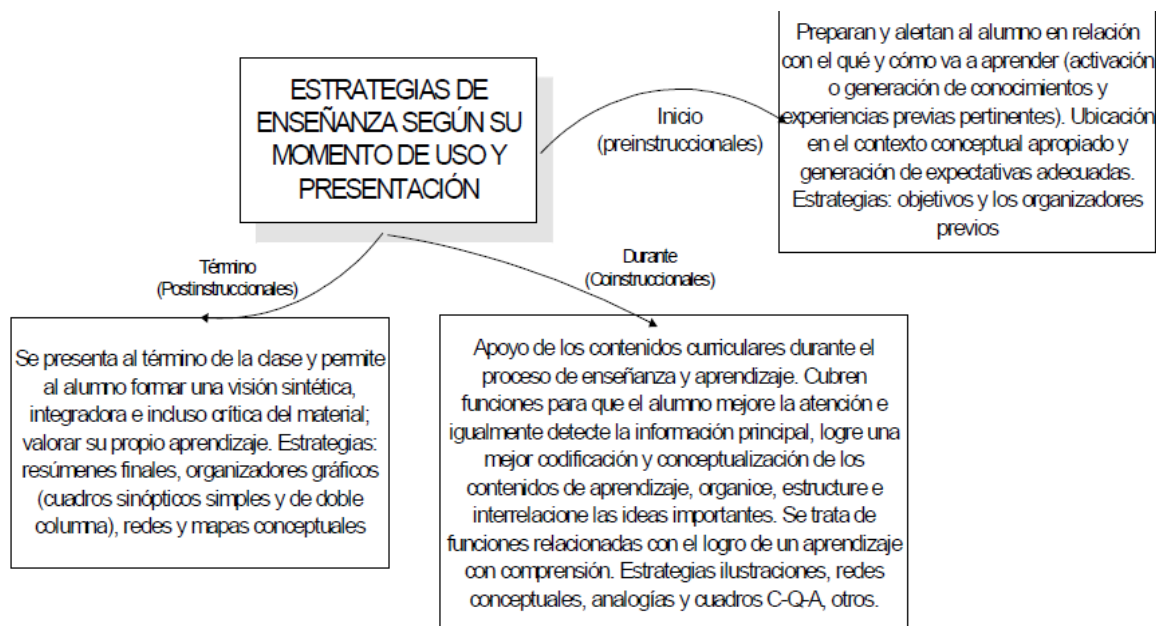 ESTRATEGIAS DE
ENSEÑANZA SEGÚN SU
MOMENTO DE USO Y
PRESENTACIÓN
Inicio
(preinstruccionales)
Preparan y alertan al alumno en relación
con el qué y cómo va a aprender (activación
o generación de conocimientos y
experiencias previas pertinentes). Ubicación
en el contexto conceptual apropiado y
generación de expectativas adecuadas.
Estrategias: objetivos y los organizadores
previos
Término
(Postinstruccionales)
Se presenta al término de la clase y permite
al alumno formar una visión sintética,
integradora e incluso crítica del material;
valorar su propio aprendizaje. Estrategias:
resúmenes finales, organizadores gráficos
(cuadros sinópticos simples y de doble
columna), redes y mapas conceptuales
Durante
(Coinstruccionales)
Apoyo de los contenidos curriculares durante el
proceso de enseñanza y aprendizaje. Cubren
funciones para que el alumno mejore la atención e
igualmente detecte la información principal, logre una
mejor codificación y conceptualización de los
contenidos de aprendizaje, organice, estructure e
interrelacione las ideas importantes. Se trata de
funciones relacionadas con el logro de un aprendizaje
con comprensión. Estrategias ilustraciones, redes
conceptuales, analogías y cuadros C-Q-A, otros.